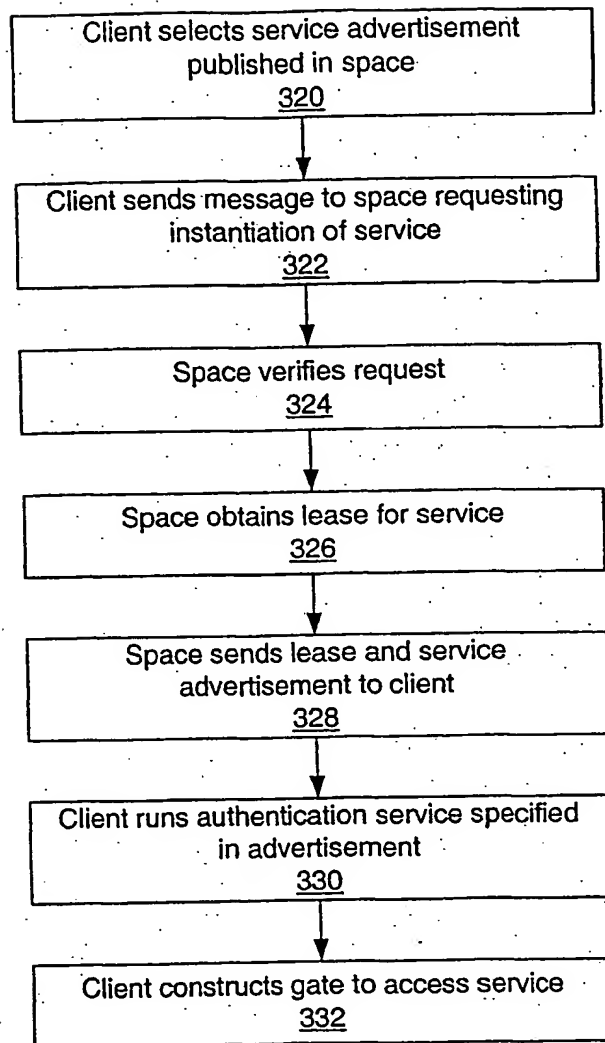 Client selects service advertisement
published in space
320
Client sends message to space requesting
instantiation of service
322
Space verifies request
324
Space obtains lease for service
326
Space sends lease and service
advertisement to client
328
Client runs authentication service specified
in advertisement
330
Client constructs gate to access service
332